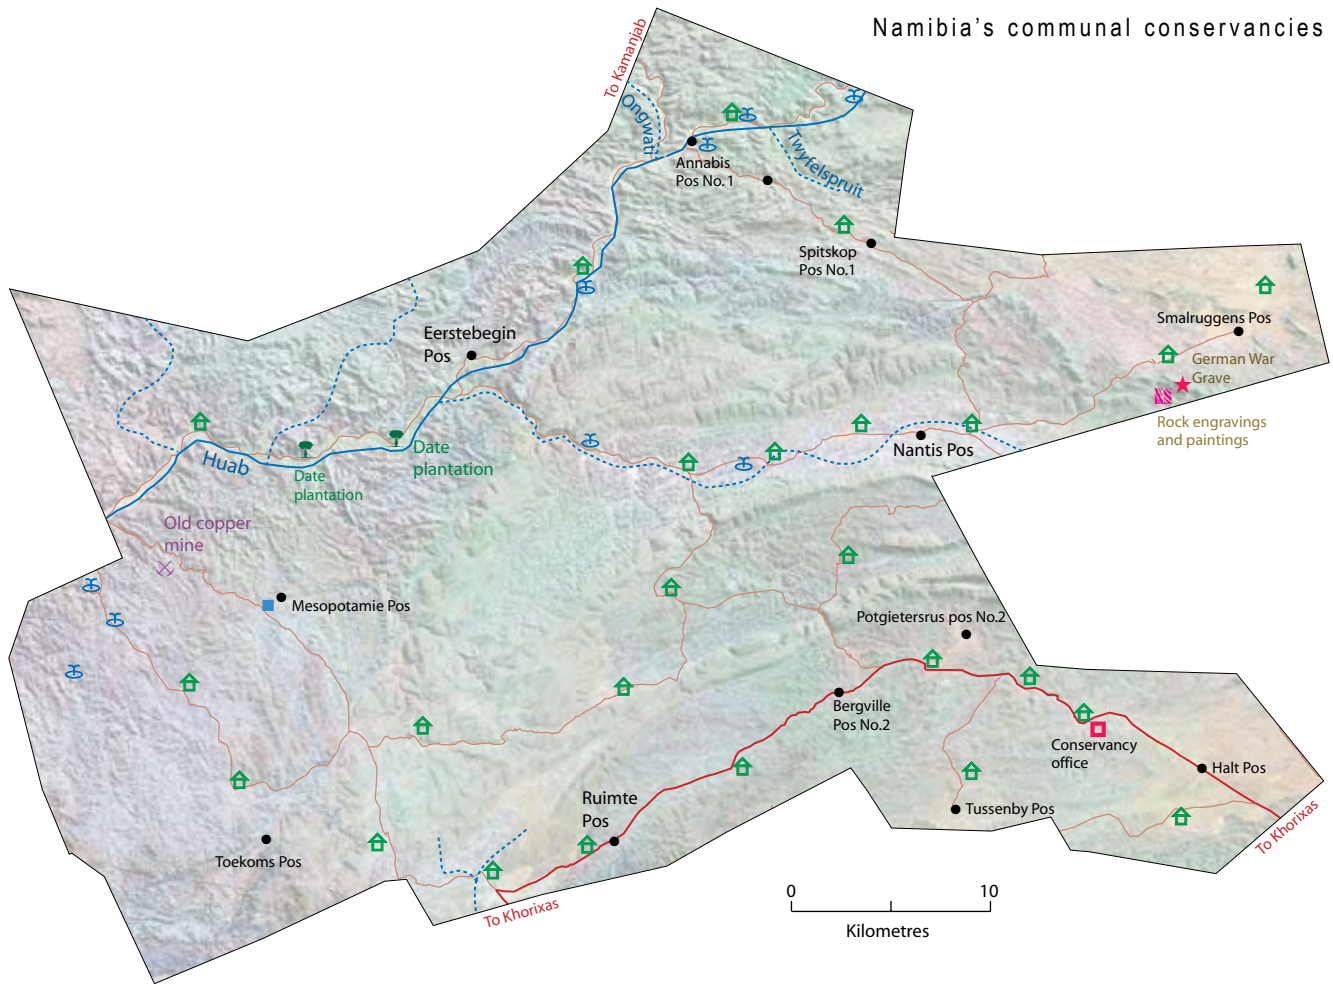 Namibia's communal conservancies
To Kamanjab
Ongwati
Twyfelspruit
Annabis
Pos No. 1
Spitskop
Pos No.1
Smalruggens Pos
Eerstebegin
Pos
German War
Grave
Rock engravings
and paintings
Nantis Pos
Huab
Date
plantation
Date
plantation
Old copper
mine
Mesopotamie Pos
Potgietersrus pos No.2
Bergville
Pos No.2
Conservancy
office
Halt Pos
Ruimte
Pos
Tussenby Pos
Toekoms Pos
To Khorixas
To Khorixas
0 10
Kilometres